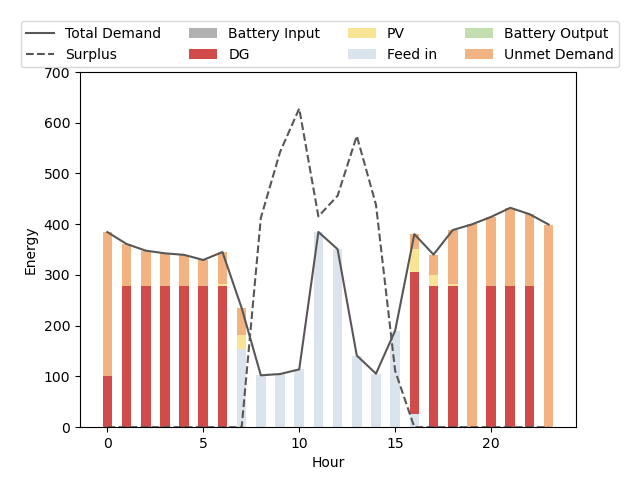 Total Demand Battery Input PV Battery Output
Surplus DG Feed in Unmet Demand
700
600
500
400
300
200
100
0
Energy
0 5 10 15 20
Hour